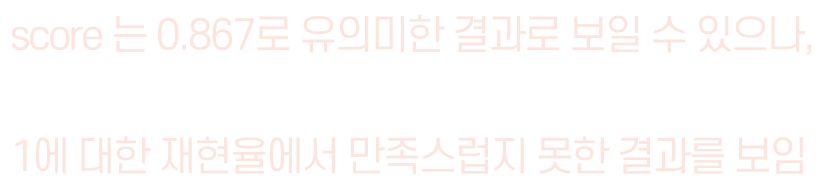 score 는 0.867로 유의미한 결과로 보일 수 있으나,
1에 대한 재현율에서 만족스럽지 못한 결과를 보임